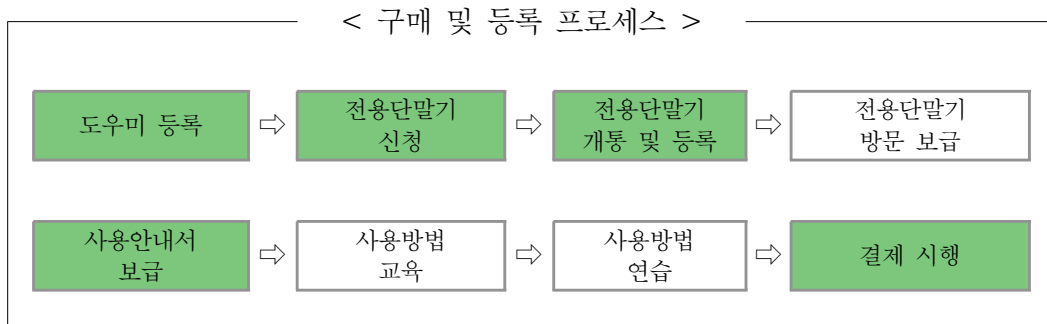 < 구매 및 등록 프로세스 >
도우미 등록 ⇨ 전용단말기 신청 ⇨ 전용단말기 개통 및 등록 ⇨ 전용단말기 방문 보급
사용안내서 보급 ⇨ 사용방법 교육 ⇨ 사용방법 연습 ⇨ 결제 시행